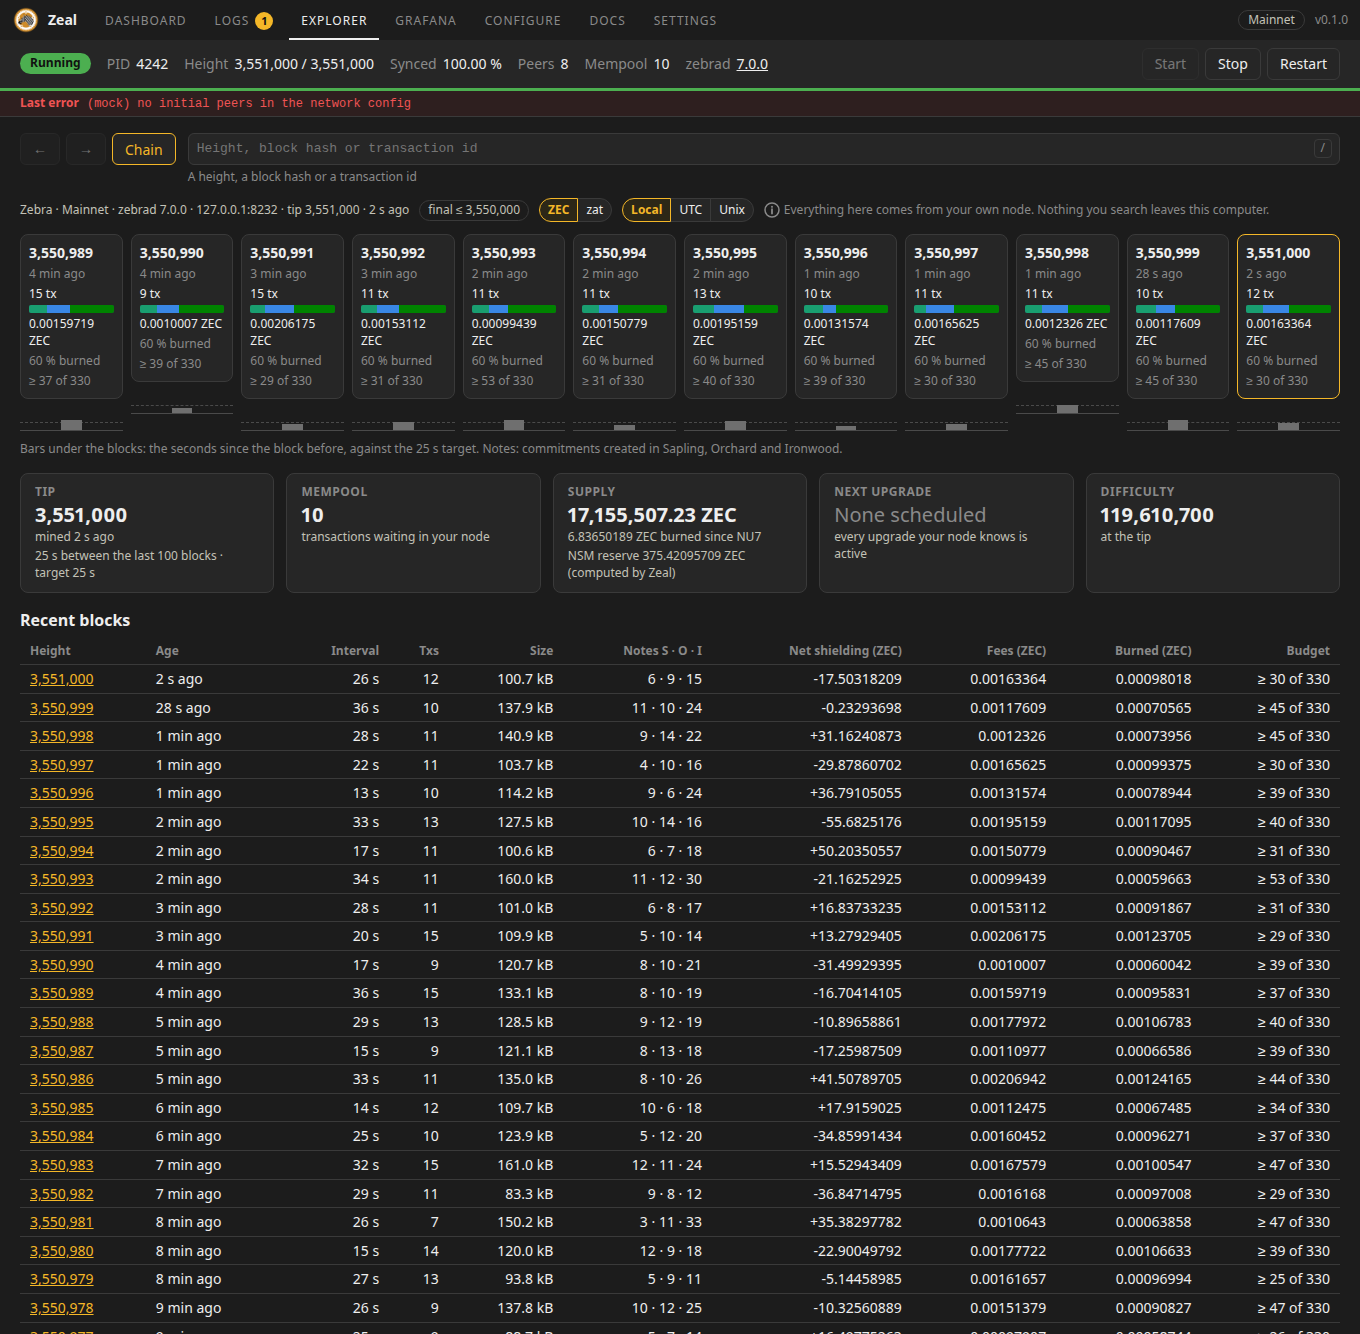 Zeal DASHBOARD LOGS 1 EXPLORER GRAFANA CONFIGURE DOCS SETTINGS Mainnet v0.1.0
Running PID 4242 Height 3,551,000 / 3,551,000 Synced 100.00 % Peers 8 Mempool 10 zebrad 7.0.0 Start Stop Restart
Last error (mock) no initial peers in the network config
← → Chain Height, block hash or transaction id /
A height, a block hash or a transaction id
Zebra · Mainnet · zebrad 7.0.0 · 127.0.0.1:8232 · tip 3,551,000 · 2 s ago final ≤ 3,550,000 ZEC zat Local UTC Unix Everything here comes from your own node. Nothing you search leaves this computer.
3,550,989
4 min ago
15 tx
0.00159719
ZEC
60 % burned
≥ 37 of 330
3,550,990
4 min ago
9 tx
0.0010007 ZEC
60 % burned
≥ 39 of 330
3,550,991
3 min ago
15 tx
0.00206175
ZEC
60 % burned
≥ 29 of 330
3,550,992
3 min ago
11 tx
0.00153112
ZEC
60 % burned
≥ 31 of 330
3,550,993
2 min ago
11 tx
0.00099439
ZEC
60 % burned
≥ 53 of 330
3,550,994
2 min ago
11 tx
0.00150779
ZEC
60 % burned
≥ 31 of 330
3,550,995
2 min ago
13 tx
0.00195159
ZEC
60 % burned
≥ 40 of 330
3,550,996
1 min ago
10 tx
0.00131574
ZEC
60 % burned
≥ 39 of 330
3,550,997
1 min ago
11 tx
0.00165625
ZEC
60 % burned
≥ 30 of 330
3,550,998
1 min ago
11 tx
0.0012326 ZEC
60 % burned
≥ 45 of 330
3,550,999
28 s ago
10 tx
0.00117609
ZEC
60 % burned
≥ 45 of 330
3,551,000
2 s ago
12 tx
0.00163364
ZEC
60 % burned
≥ 30 of 330
Bars under the blocks: the seconds since the block before, against the 25 s target. Notes: commitments created in Sapling, Orchard and Ironwood.
TIP
3,551,000
mined 2 s ago
25 s between the last 100 blocks ·
target 25 s
MEMPOOL
10
transactions waiting in your node
SUPPLY
17,155,507.23 ZEC
6.83650189 ZEC burned since NU7
NSM reserve 375.42095709 ZEC
(computed by Zeal)
NEXT UPGRADE
None scheduled
every upgrade your node knows is
active
DIFFICULTY
119,610,700
at the tip
Recent blocks
Height Age Interval Txs Size Notes S · O · I Net shielding (ZEC) Fees (ZEC) Burned (ZEC) Budget
3,551,000 2 s ago 26 s 12 100.7 kB 6 · 9 · 15 -17.50318209 0.00163364 0.00098018 ≥ 30 of 330
3,550,999 28 s ago 36 s 10 137.9 kB 11 · 10 · 24 -0.23293698 0.00117609 0.00070565 ≥ 45 of 330
3,550,998 1 min ago 28 s 11 140.9 kB 9 · 14 · 22 +31.16240873 0.0012326 0.00073956 ≥ 45 of 330
3,550,997 1 min ago 22 s 11 103.7 kB 4 · 10 · 16 -29.87860702 0.00165625 0.00099375 ≥ 30 of 330
3,550,996 1 min ago 13 s 10 114.2 kB 9 · 6 · 24 +36.79105055 0.00131574 0.00078944 ≥ 39 of 330
3,550,995 2 min ago 33 s 13 127.5 kB 10 · 14 · 16 -55.6825176 0.00195159 0.00117095 ≥ 40 of 330
3,550,994 2 min ago 17 s 11 100.6 kB 6 · 7 · 18 +50.20350557 0.00150779 0.00090467 ≥ 31 of 330
3,550,993 2 min ago 34 s 11 160.0 kB 11 · 12 · 30 -21.16252925 0.00099439 0.00059663 ≥ 53 of 330
3,550,992 3 min ago 28 s 11 101.0 kB 6 · 8 · 17 +16.83733235 0.00153112 0.00091867 ≥ 31 of 330
3,550,991 3 min ago 20 s 15 109.9 kB 5 · 10 · 14 +13.27929405 0.00206175 0.00123705 ≥ 29 of 330
3,550,990 4 min ago 17 s 9 120.7 kB 8 · 10 · 21 -31.49929395 0.0010007 0.00060042 ≥ 39 of 330
3,550,989 4 min ago 36 s 15 133.1 kB 8 · 10 · 19 -16.70414105 0.00159719 0.00095831 ≥ 37 of 330
3,550,988 5 min ago 29 s 13 128.5 kB 9 · 12 · 19 -10.89658861 0.00177972 0.00106783 ≥ 40 of 330
3,550,987 5 min ago 15 s 9 121.1 kB 8 · 13 · 18 -17.25987509 0.00110977 0.00066586 ≥ 39 of 330
3,550,986 5 min ago 33 s 11 135.0 kB 8 · 10 · 26 +41.50789705 0.00206942 0.00124165 ≥ 44 of 330
3,550,985 6 min ago 14 s 12 109.7 kB 10 · 6 · 18 +17.9159025 0.00112475 0.00067485 ≥ 34 of 330
3,550,984 6 min ago 25 s 10 123.9 kB 5 · 12 · 20 -34.85991434 0.00160452 0.00096271 ≥ 37 of 330
3,550,983 7 min ago 32 s 15 161.0 kB 12 · 11 · 24 +15.52943409 0.00167579 0.00100547 ≥ 47 of 330
3,550,982 7 min ago 29 s 11 83.3 kB 9 · 8 · 12 -36.84714795 0.0016168 0.00097008 ≥ 29 of 330
3,550,981 8 min ago 26 s 7 150.2 kB 3 · 11 · 33 +35.38297782 0.0010643 0.00063858 ≥ 47 of 330
3,550,980 8 min ago 15 s 14 120.0 kB 12 · 9 · 18 -22.90049792 0.00177722 0.00106633 ≥ 39 of 330
3,550,979 8 min ago 27 s 13 93.8 kB 5 · 9 · 11 -5.14458985 0.00161657 0.00096994 ≥ 25 of 330
3,550,978 9 min ago 26 s 9 137.8 kB 10 · 12 · 25 -10.32560889 0.00151379 0.00090827 ≥ 47 of 330